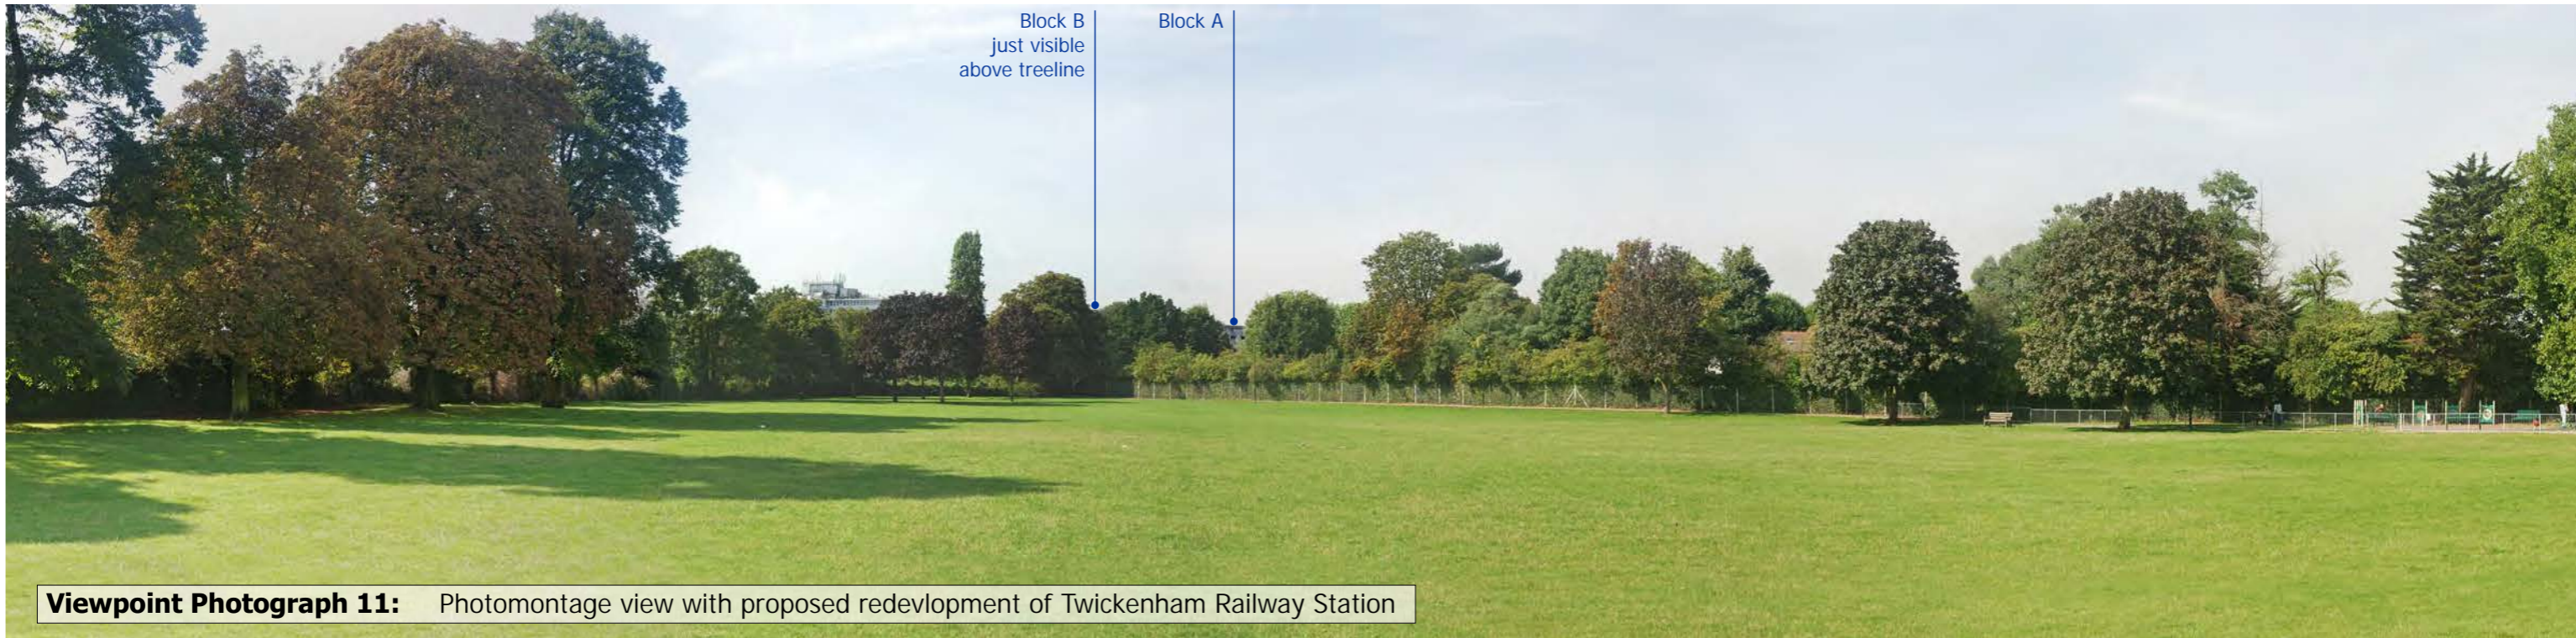 Block B
just visible
above treeline
Block A
Viewpoint Photograph 11: Photomontage view with proposed redevlopment of Twickenham Railway Station